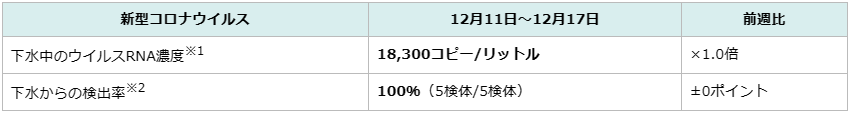 新型コロナウイルス 12月11日～12月17日 前週比
下水中のウイルスRNA濃度※1 18,300コピー/リットル ×1.0倍
下水からの検出率※2 100%（5検体/5検体） ±0ポイント